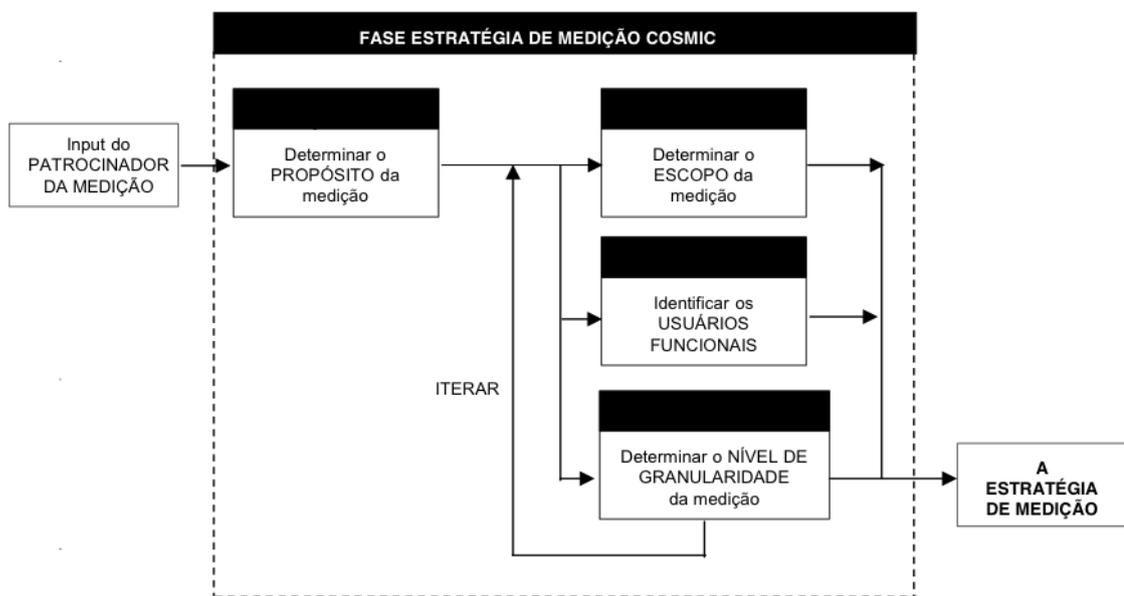 FASE ESTRATÉGIA DE MEDIÇÃO COSMIC
Input do
PATROCINADOR
DA MEDIÇÃO
Determinar o
PROPÓSITO da
medição
Determinar o
ESCOPO da
medição
Identificar os
USUÁRIOS
FUNCIONAIS
ITERAR
Determinar o NÍVEL DE
GRANULARIDADE
da medição
A
ESTRATÉGIA
DE MEDIÇÃO